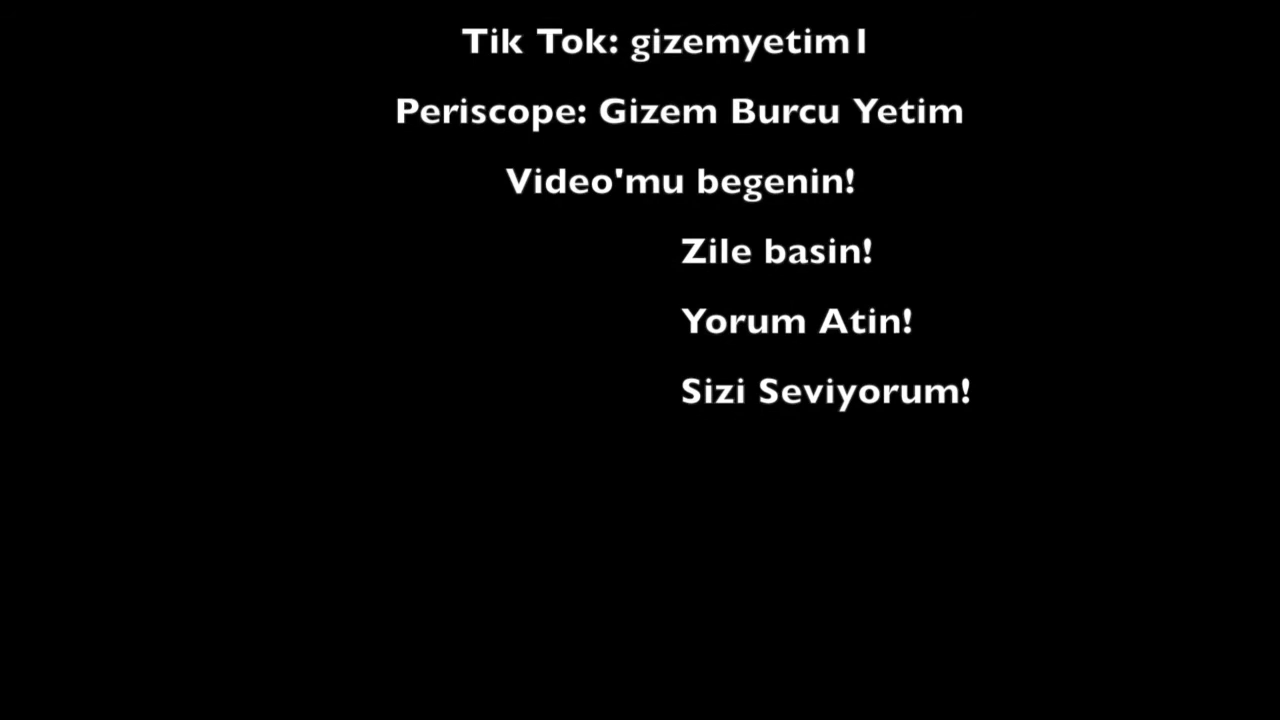 Tik Tok: gizemyetim1
Periscope: Gizem Burcu Yetim
Video'mu begenin!
Zile basin!
Yorum Atin!
Sizi Seviyorum!